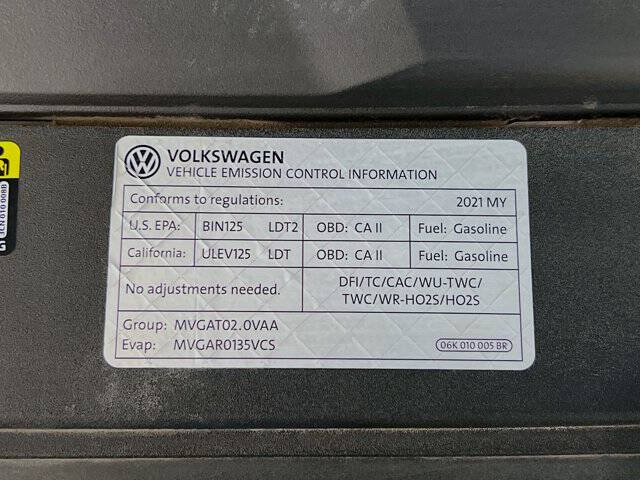 VOLKSWAGEN
VEHICLE EMISSION CONTROL INFORMATION
Conforms to regulations: 2021 MY
U.S. EPA: BIN125 LDT2 OBD: CA II Fuel: Gasoline
California: ULEV125 LDT OBD: CA II Fuel: Gasoline
No adjustments needed. DFI/TC/CAC/WU-TWC/
TWC/WR-HO2S/HO2S
Group: MVGAT02.0VAA
Evap: MVGAR0135VCS
06K 010 005 BR